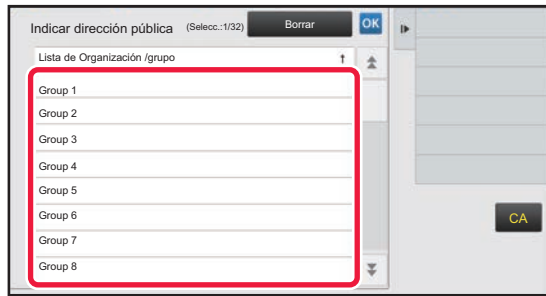 Indicar dirección pública (Selecc.:1/32) Borrar OK
Lista de Organización /grupo ↑
Group 1
Group 2
Group 3
Group 4
Group 5
Group 6
CA
Group 7
Group 8